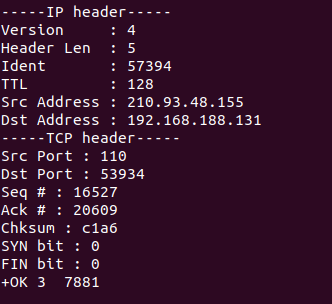 -----IP header-----
Version : 4
Header Len : 5
Ident : 57394
TTL : 128
Src Address : 210.93.48.155
Dst Address : 192.168.188.131
-----TCP header-----
Src Port : 110
Dst Port : 53934
Seq # : 16527
Ack # : 20609
Chksum : c1a6
SYN bit : 0
FIN bit : 0
+OK 3 7881